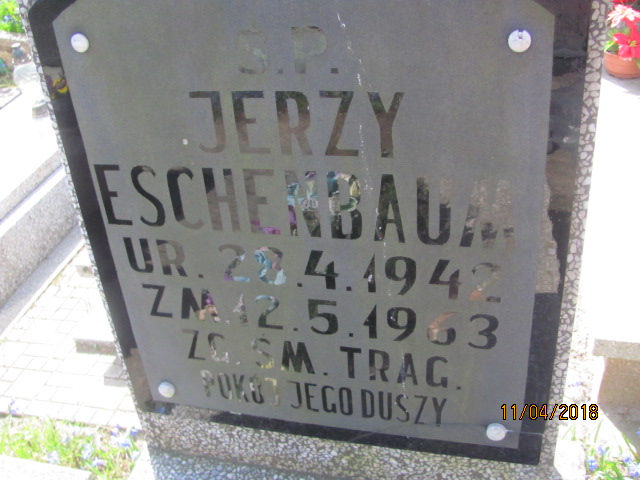 S.P.
JERZY
ESCHENBAUM
UR. 28.4.1942
ZM. 12.5.1963
ZG. ŚM. TRAG.
POKÓJ JEGO DUSZY
11/04/2018